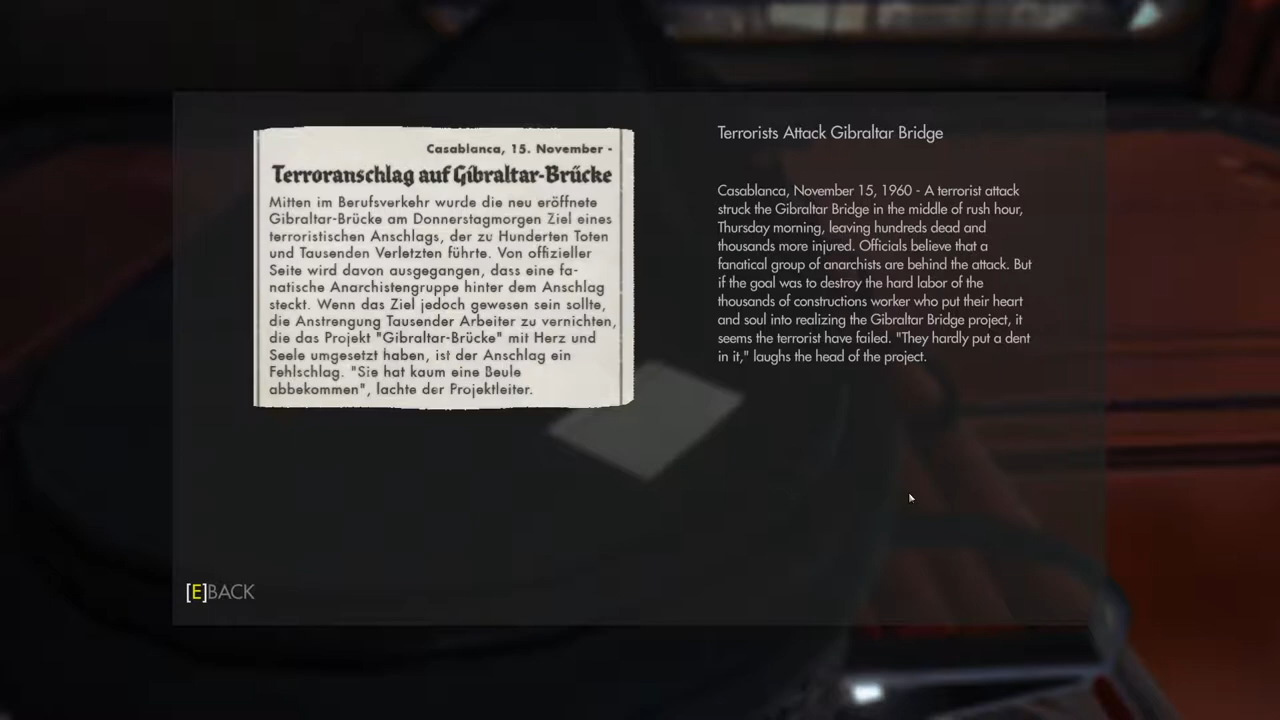 Casablanca, 15. November -
Terroranschlag auf Gibraltar-Brücke
Mitten im Berufsverkehr wurde die neu eröffnete
Gibraltar-Brücke am Donnerstagmorgen Ziel eines
terroristischen Anschlags, der zu Hunderten Toten
und Tausenden Verletzten führte. Von offizieller
Seite wird davon ausgegangen, dass eine fa-
natische Anarchistengruppe hinter dem Anschlag
steckt. Wenn das Ziel jedoch gewesen sein sollte,
die Anstrengung Tausender Arbeiter zu vernichten,
die das Projekt "Gibraltar-Brücke" mit Herz und
Seele umgesetzt haben, ist der Anschlag ein
Fehlschlag. "Sie hat kaum eine Beule
abbekommen", lachte der Projektleiter.
Terrorists Attack Gibraltar Bridge
Casablanca, November 15, 1960 - A terrorist attack
struck the Gibraltar Bridge in the middle of rush hour,
Thursday morning, leaving hundreds dead and
thousands more injured. Officials believe that a
fanatical group of anarchists are behind the attack. But
if the goal was to destroy the hard labor of the
thousands of constructions worker who put their heart
and soul into realizing the Gibraltar Bridge project, it
seems the terrorist have failed. "They hardly put a dent
in it," laughs the head of the project.
[E]BACK